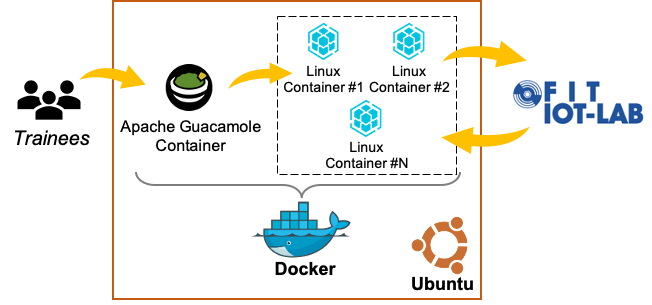 Trainees
Apache Guacamole
Container
Linux
Container #1
Linux
Container #2
Linux
Container #N
FIT
IOT-LAB
Docker
Ubuntu